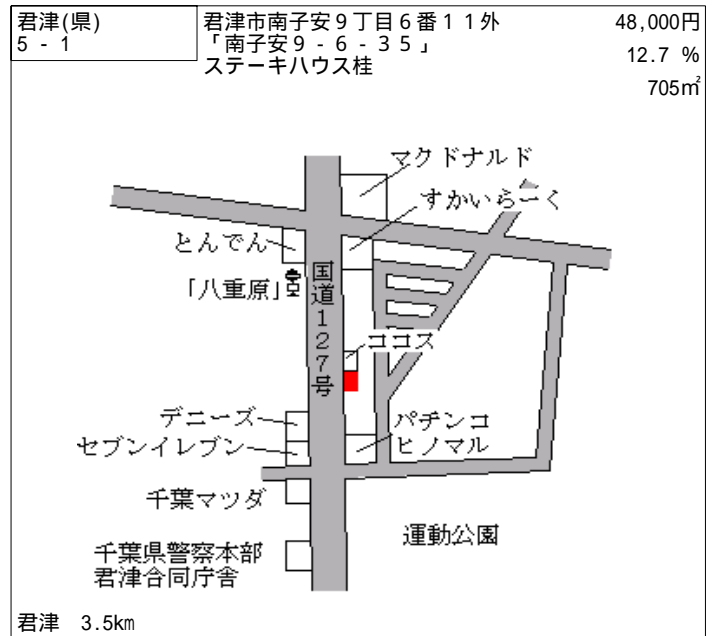 君津(県)
5 - 1
君津市南子安９丁目６番１１外
「南子安９－６－３５」
ステーキハウス桂
48,000円
12.7 %
705㎡
マクドナルド
すかいらーく
とんでん
「八重原」
国道127号
ココス
デニーズ
セブンイレブン
パチンコ
ヒノマル
千葉マツダ
運動公園
千葉県警察本部
君津合同庁舎
君津 3.5km